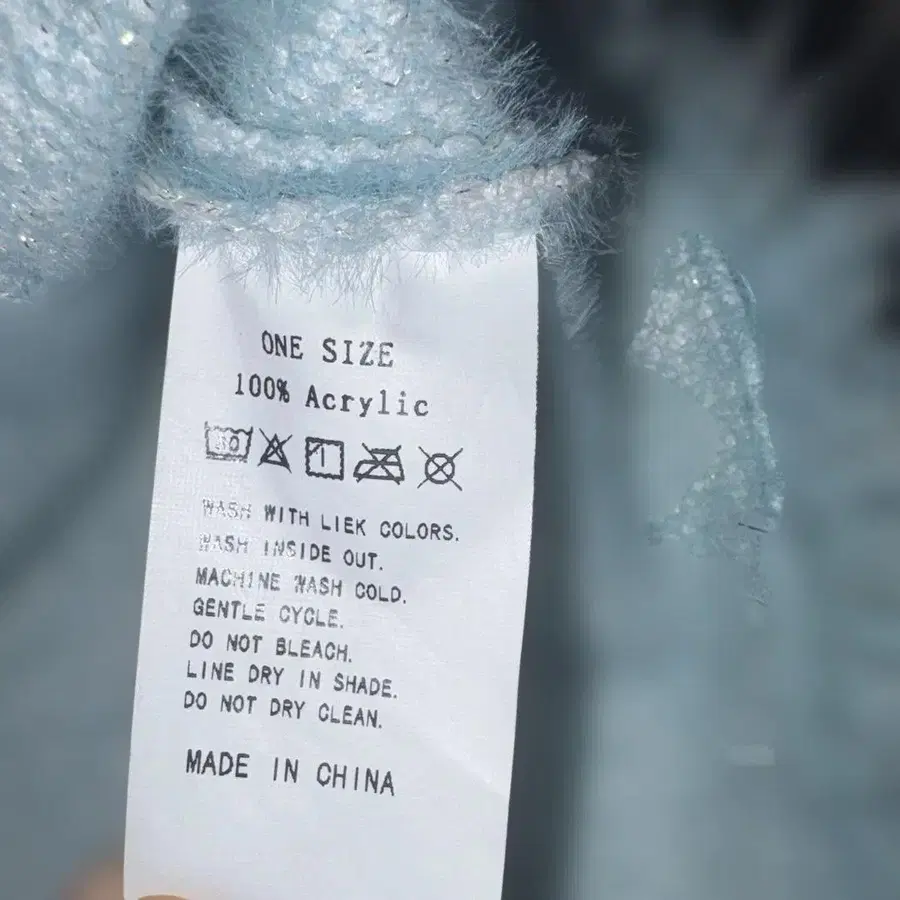 ONE SIZE
100% Acrylic
30
WASH WITH LIEK COLORS.
WASH INSIDE OUT.
MACHINE WASH COLD.
GENTLE CYCLE.
DO NOT BLEACH.
LINE DRY IN SHADE.
DO NOT DRY CLEAN.
MADE IN CHINA